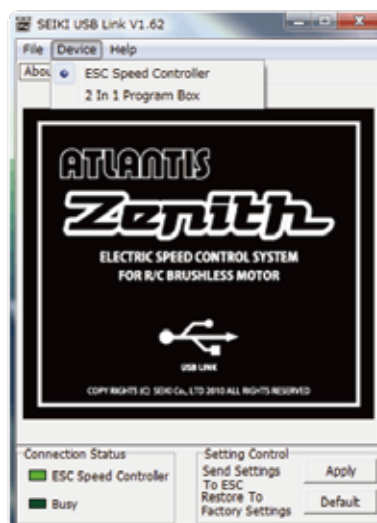 SEIKI USB Link V1.62
File Device Help
Abou
ESC Speed Controller
2 In 1 Program Box
ATLANTIS
Zenith
ELECTRIC SPEED CONTROL SYSTEM
FOR R/C BRUSHLESS MOTOR
USB LINK
COPY RIGHTS (C) SEIKI Co., LTD 2010 ALL RIGHTS RESERVED
Connection Status
ESC Speed Controller
Busy
Setting Control
Send Settings
To ESC
Apply
Restore To
Factory Settings
Default